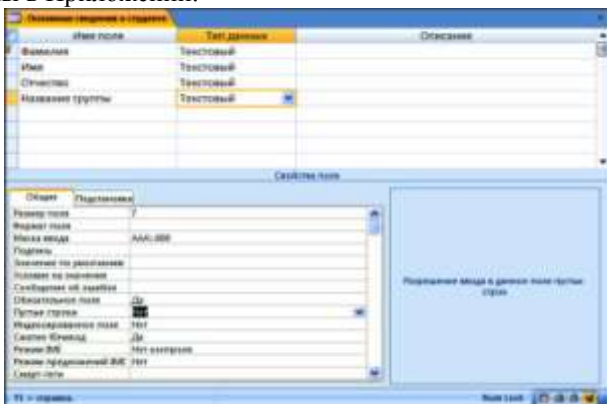 в Приложении.
Основные сведения о студенте
Имя поля Тип данных Описание
Фамилия Текстовый
Имя Текстовый
Отчество Текстовый
Название группы Текстовый
Свойства поля
Общие Подстановка
Размер поля 7
Формат поля
Маска ввода
Подпись
Значение по умолчанию
Условие на значение
Сообщение об ошибке
Обязательное поле Да
Пустые строки Нет
Индексированное поле Нет
Сжатие Юникод Да
Режим IME Нет контроля
Режим предложений IME Нет
Смарт-теги
Разрешение ввода в данное поле пустых
строк
F1 = справка. Num Lock